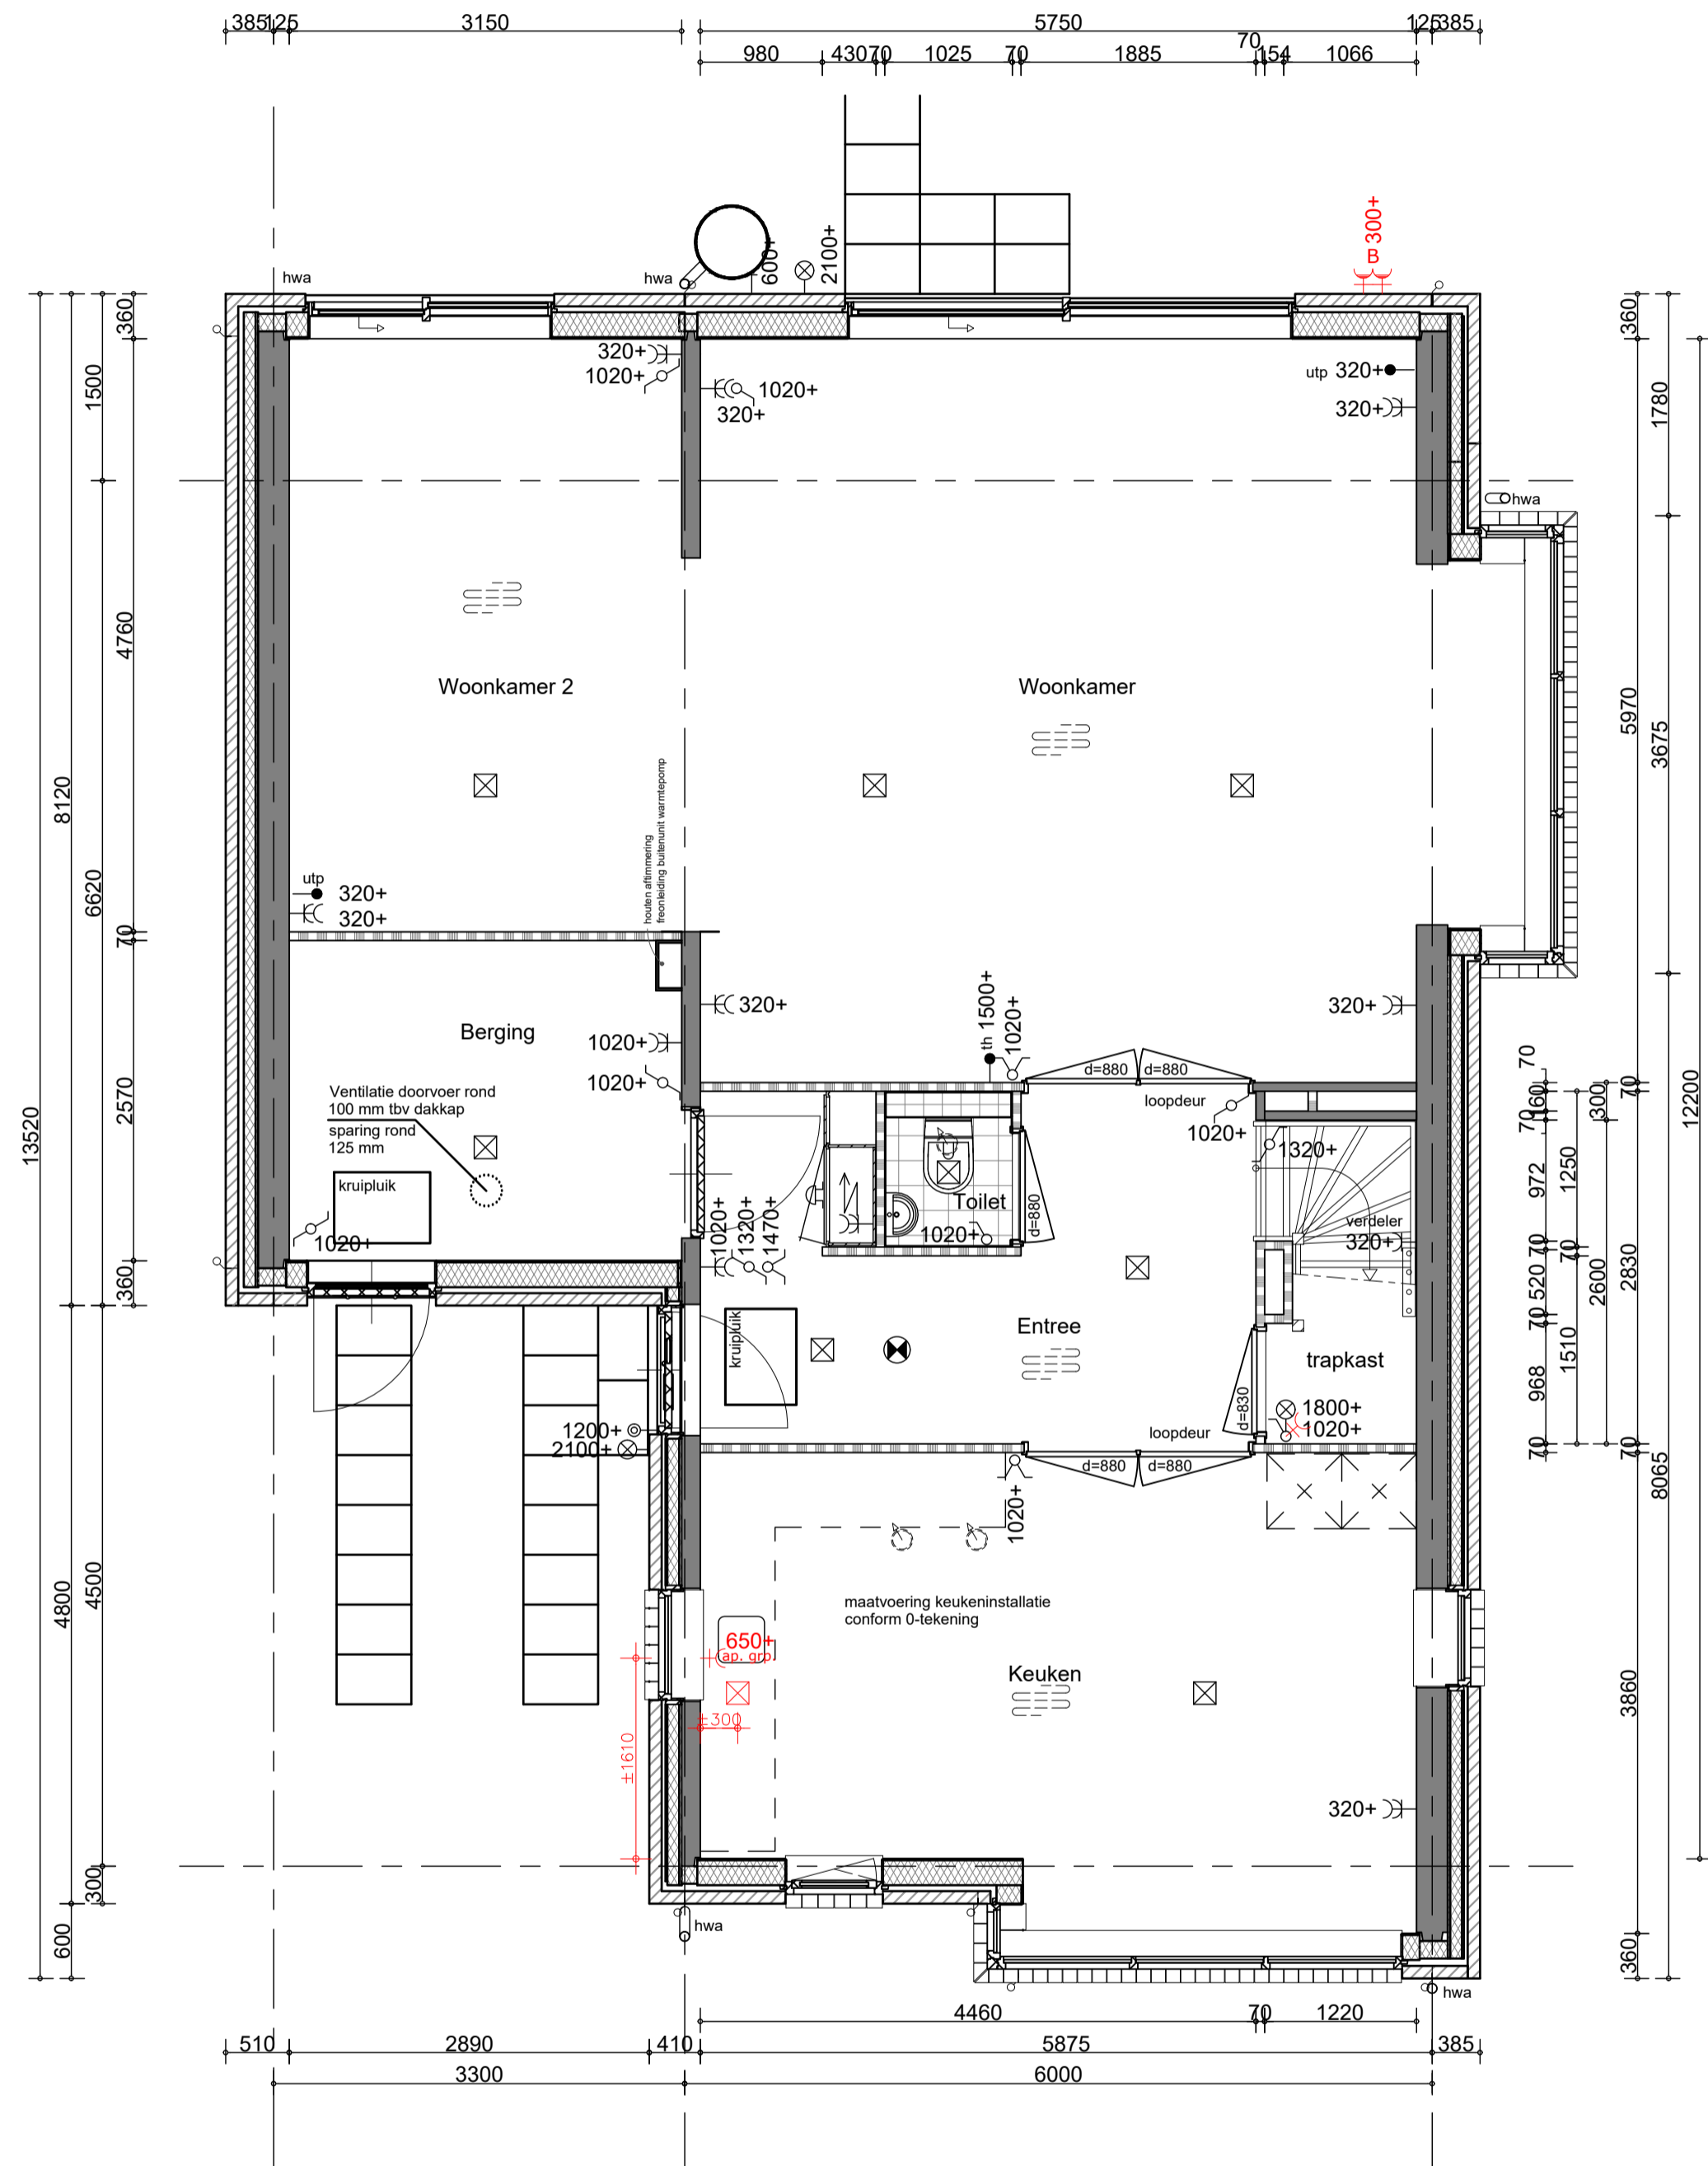 385
125
3150
5750
125
385
980
430
70
1025
70
1885
70
154
1066
B 300+
600+
2100+
hwa
hwa
360
1500
4760
6620
8120
13520
70
2570
360
4800
4500
300
600
320+
1020+
1020+
320+
utp 320+
320+
hwa
360
1780
5970
3675
12200
Woonkamer 2
Woonkamer
houten aftimmering
freonleiding buitenunit warmtepomp
utp
320+
320+
320+
th 1500+
1020+
320+
Berging
1020+
1020+
Ventilatie doorvoer rond
100 mm tbv dakkap
sparing rond
125 mm
kruipluik
1020+
d=880
d=880
loopdeur
1020+
1320+
Toilet
1020+
d=880
1020+
1320+
1470+
verdeler
320+
kruipluik
Entree
trapkast
d=830
1800+
1020+
loopdeur
1200+
2100+
d=880
d=880
1020+
70
160
70
972
70
520
70
968
70
1250
70
1510
300
2600
70
2830
70
8065
3860
360
maatvoering keukeninstallatie
conform 0-tekening
650+
(ap. grp)
Keuken
±300
±1610
320+
hwa
hwa
4460
70
1220
510
2890
410
5875
385
3300
6000